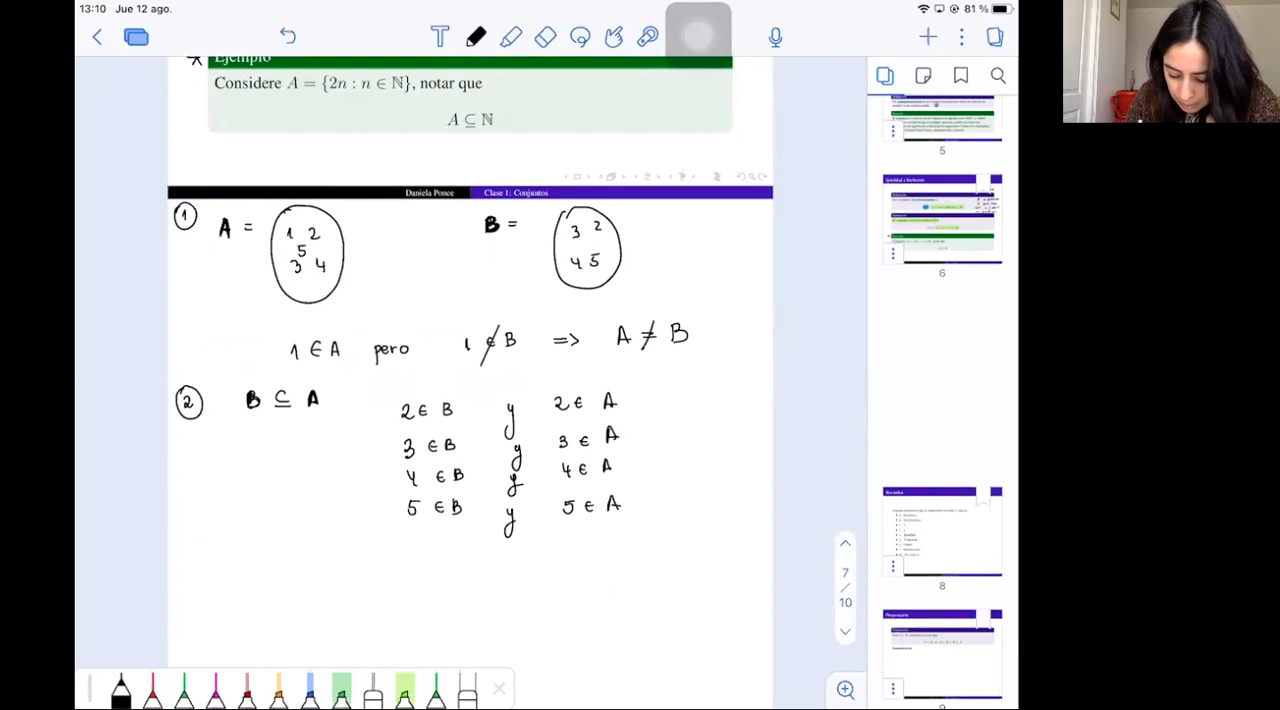 13:10 Jue 12 ago.
81 %
Ejemplo
Considere A = {2n : n ∈ ℕ}, notar que
A ⊆ ℕ
Daniela Ponce Clase 1: Conjuntos
① A = 1 2 5 3 4 B = 3 2 4 5
1 ∈ A pero 1 ∉ B => A ≠ B
② B ⊆ A
2 ∈ B y 2 ∈ A
3 ∈ B y 3 ∈ A
4 ∈ B y 4 ∈ A
5 ∈ B y 5 ∈ A
5
6
7
/
10
8
9